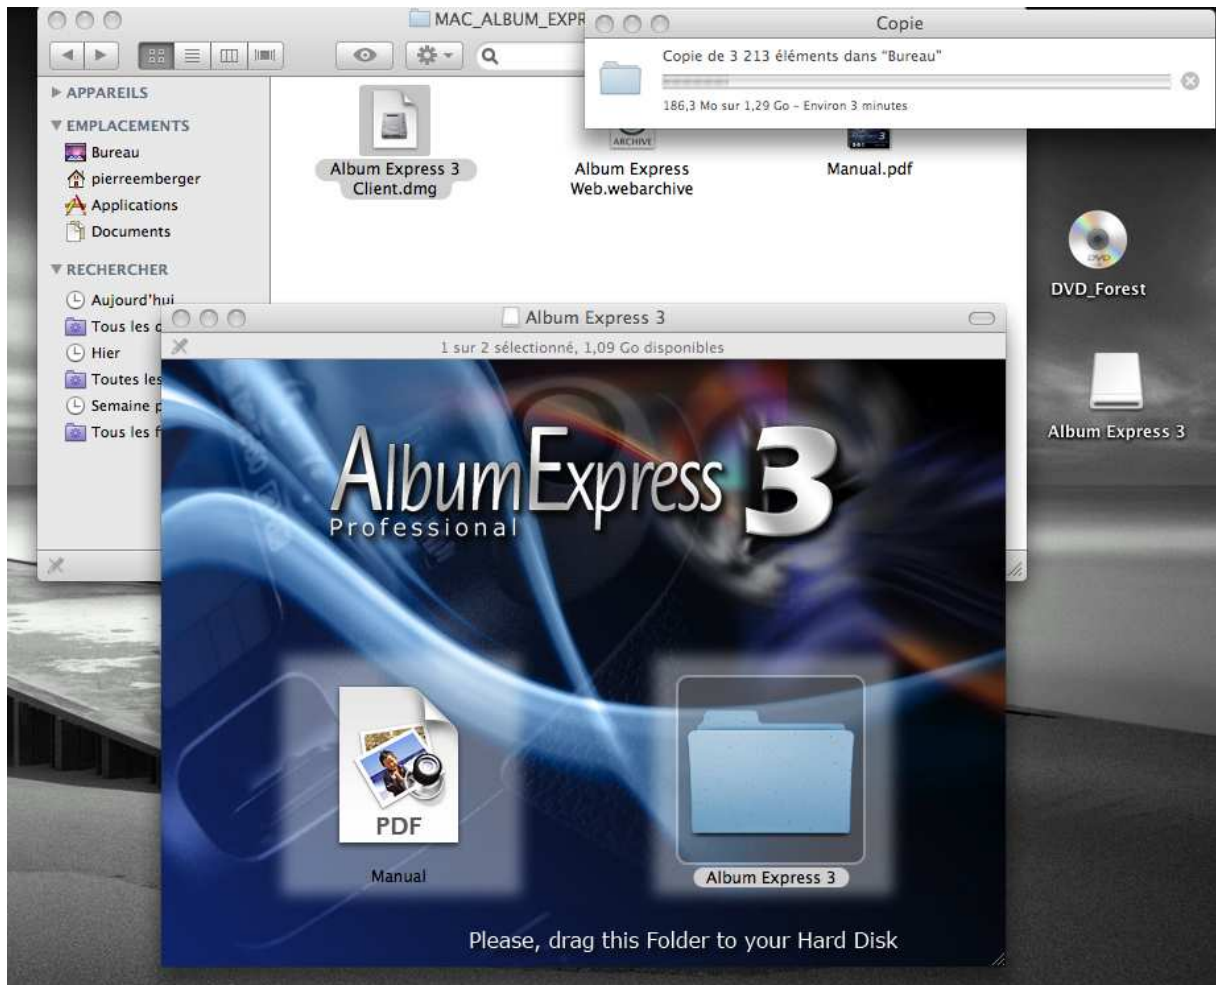 MAC_ALBUM_EXPR
Copie
Copie de 3 213 éléments dans "Bureau"
186,3 Mo sur 1,29 Go – Environ 3 minutes
APPAREILS
EMPLACEMENTS
Bureau
pierreemberger
Applications
Documents
RECHERCHER
Aujourd'hui
Tous les
Hier
Toutes les
Semaine
Tous les
Album Express 3
Client.dmg
ARCHIVE
Album Express
Web.webarchive
3
Manual.pdf
DVD
DVD_Forest
Album Express 3
Album Express 3
1 sur 2 sélectionné, 1,09 Go disponibles
AlbumExpress 3
Professional
PDF
Manual
Album Express 3
Please, drag this Folder to your Hard Disk